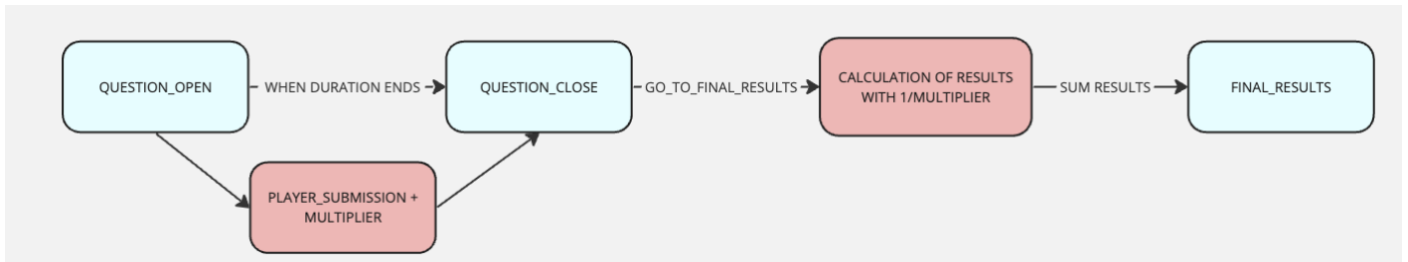 QUESTION_OPEN
WHEN DURATION ENDS
QUESTION_CLOSE
GO_TO_FINAL_RESULTS
CALCULATION OF RESULTS
WITH 1/MULTIPLIER
SUM RESULTS
FINAL_RESULTS
PLAYER_SUBMISSION +
MULTIPLIER